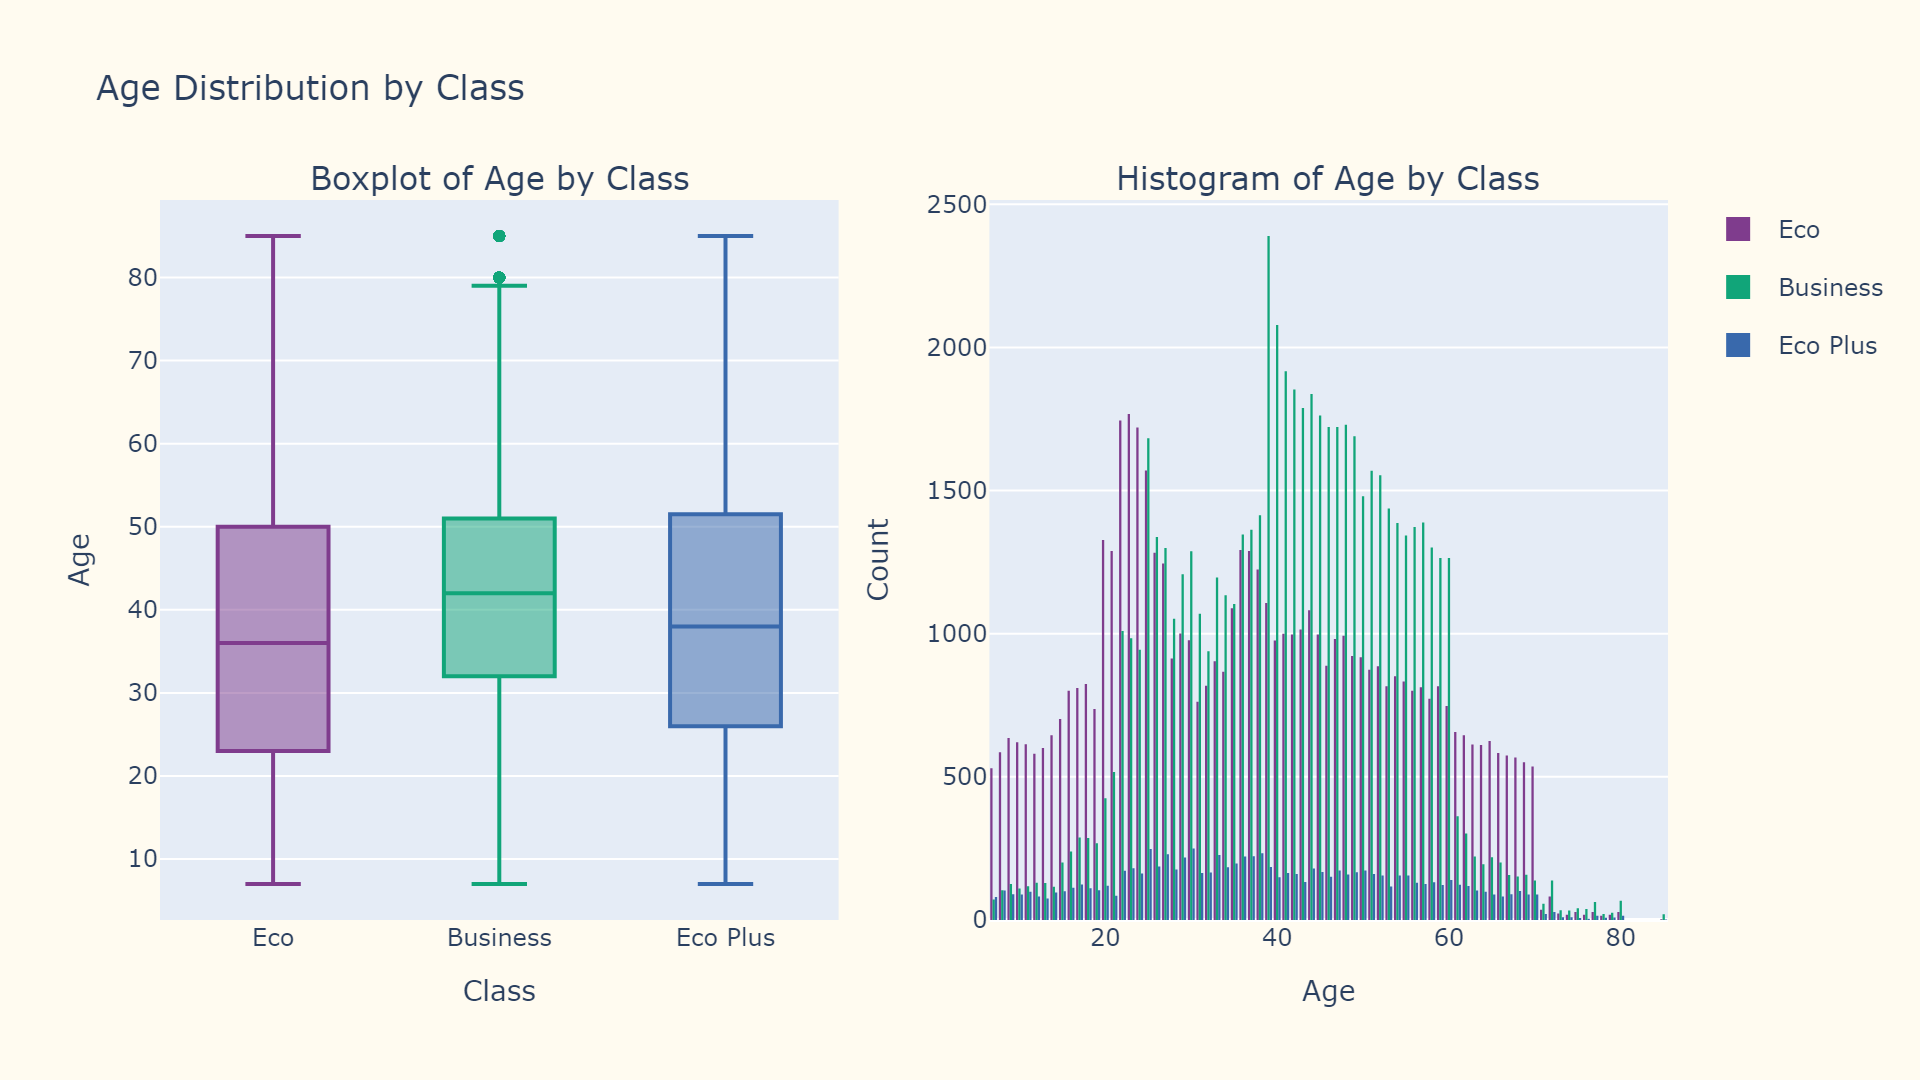 Age Distribution by Class
Boxplot of Age by Class
80
70
60
50
40
30
20
10
Age
Eco
Business
Eco Plus
Class
Histogram of Age by Class
2500
2000
1500
1000
500
0
Count
20
40
60
80
Age
Eco
Business
Eco Plus